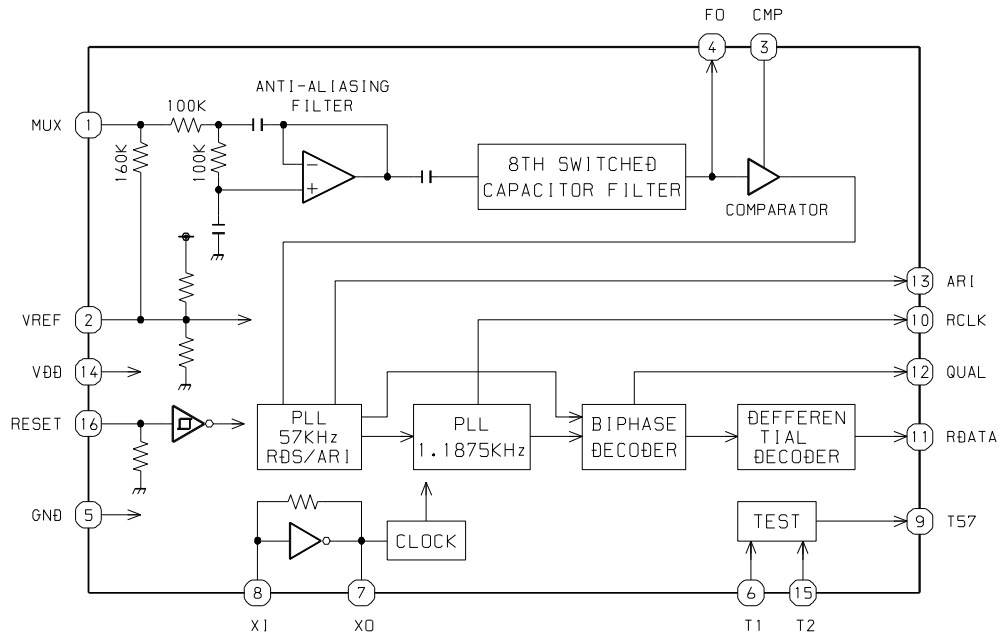 FO CMP
4 3
ANTI-ALIASING
FILTER
100K
MUX 1
160K
100K
8TH SWITCHED
CAPACITOR FILTER
COMPARATOR
13 ARI
VREF 2
10 RCLK
VDD 14
12 QUAL
RESET 16
PLL
57KHz
RDS/ARI
PLL
1.1875KHz
BIPHASE
DECODER
DEFFEREN
TIAL
DECODER
11 RDATA
GND 5
CLOCK
TEST
9 T57
8 7 6 15
XI XO T1 T2